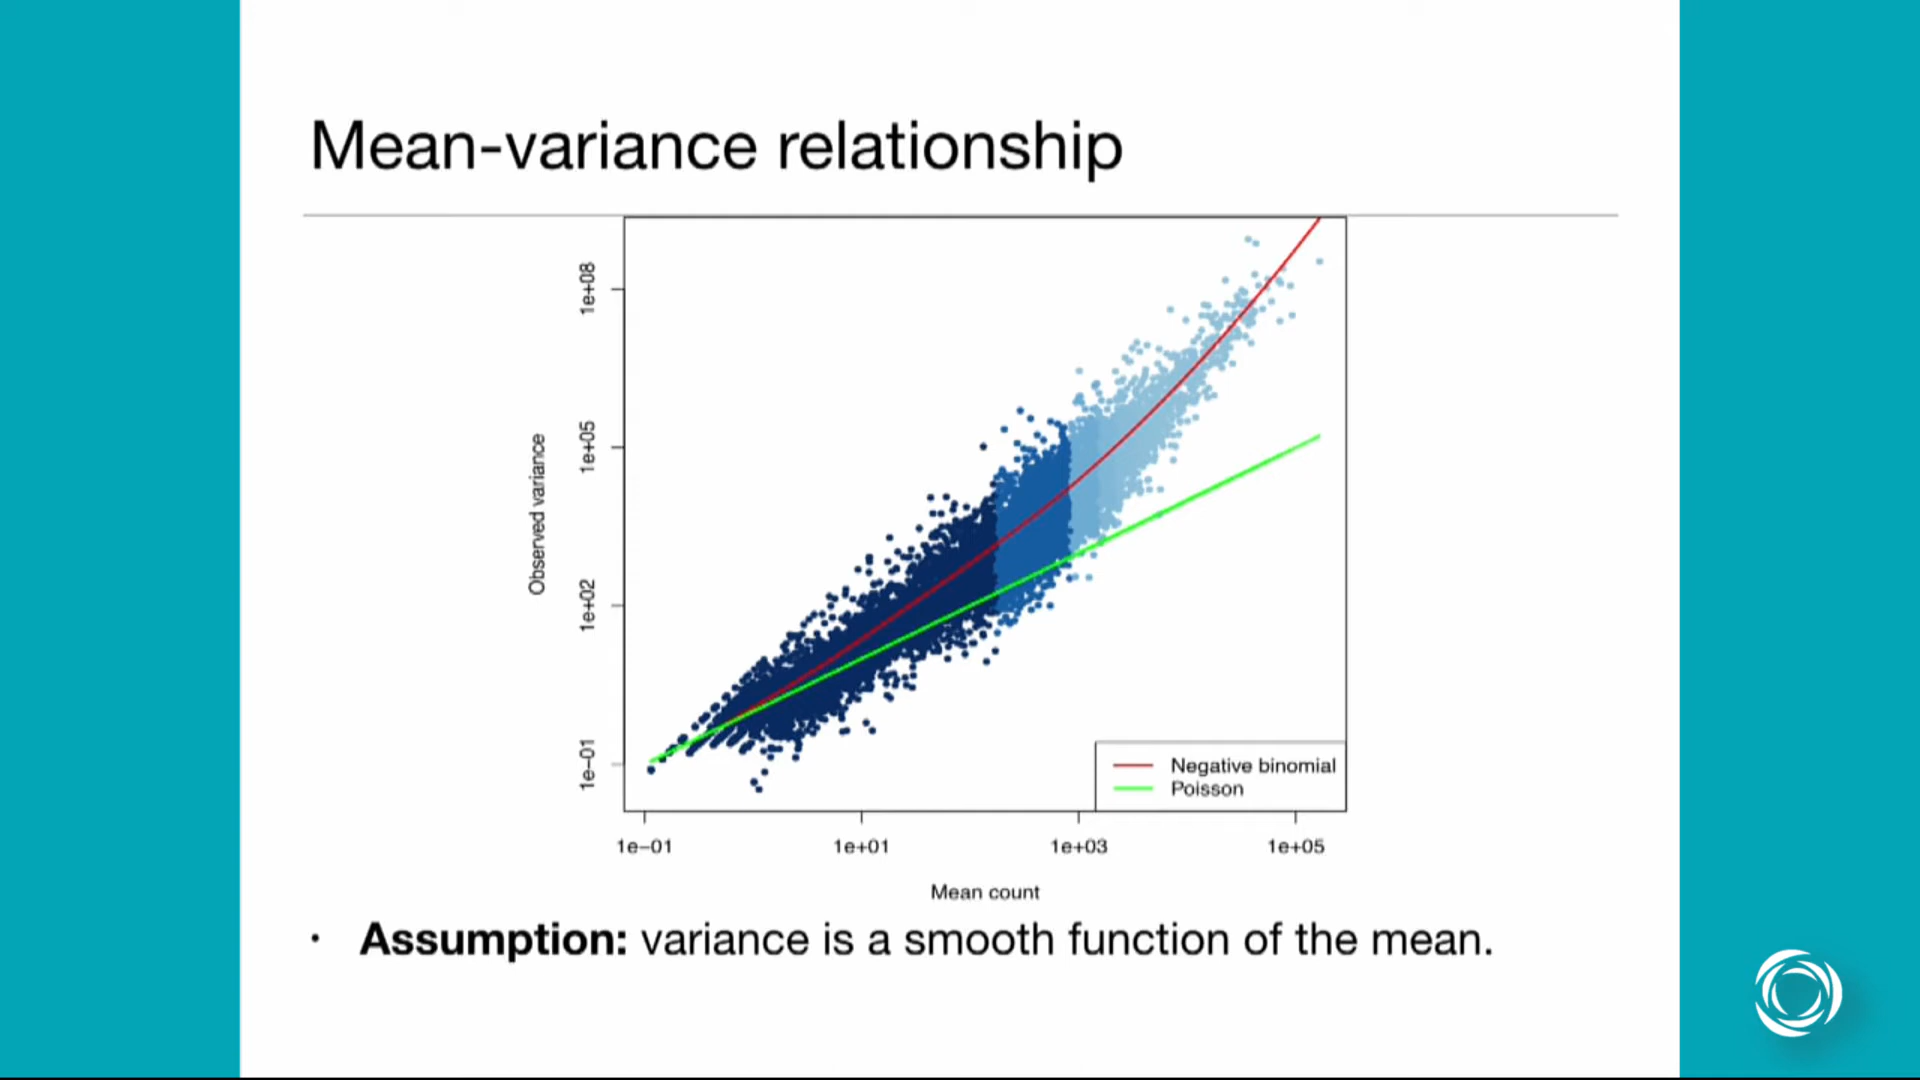 Mean-variance relationship
1e+08
1e+05
1e+02
1e−01
Observed variance
Negative binomial
Poisson
1e−01 1e+01 1e+03 1e+05
Mean count
• Assumption: variance is a smooth function of the mean.